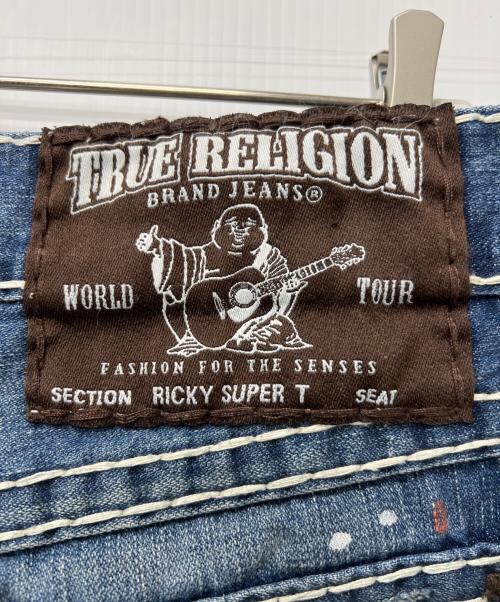 TRUE RELIGION
BRAND JEANS®
WORLD TOUR
FASHION FOR THE SENSES
SECTION RICKY SUPER T SEAT